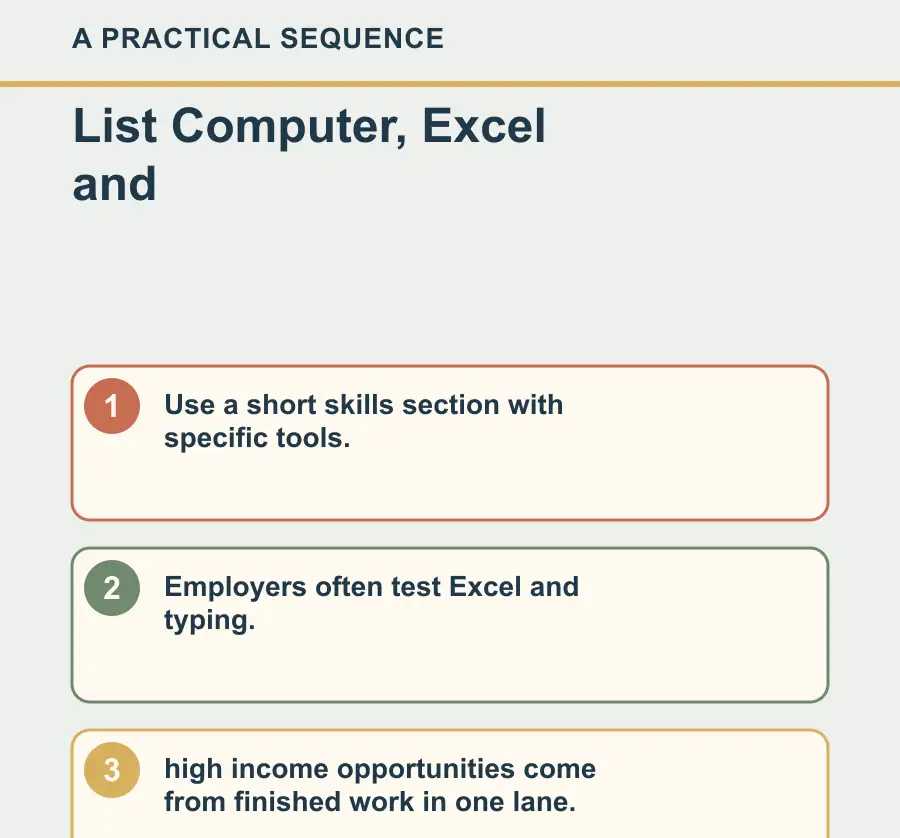 A PRACTICAL SEQUENCE
List Computer, Excel
and
1
Use a short skills section with
specific tools.
2
Employers often test Excel and
typing.
3
high income opportunities come
from finished work in one lane.